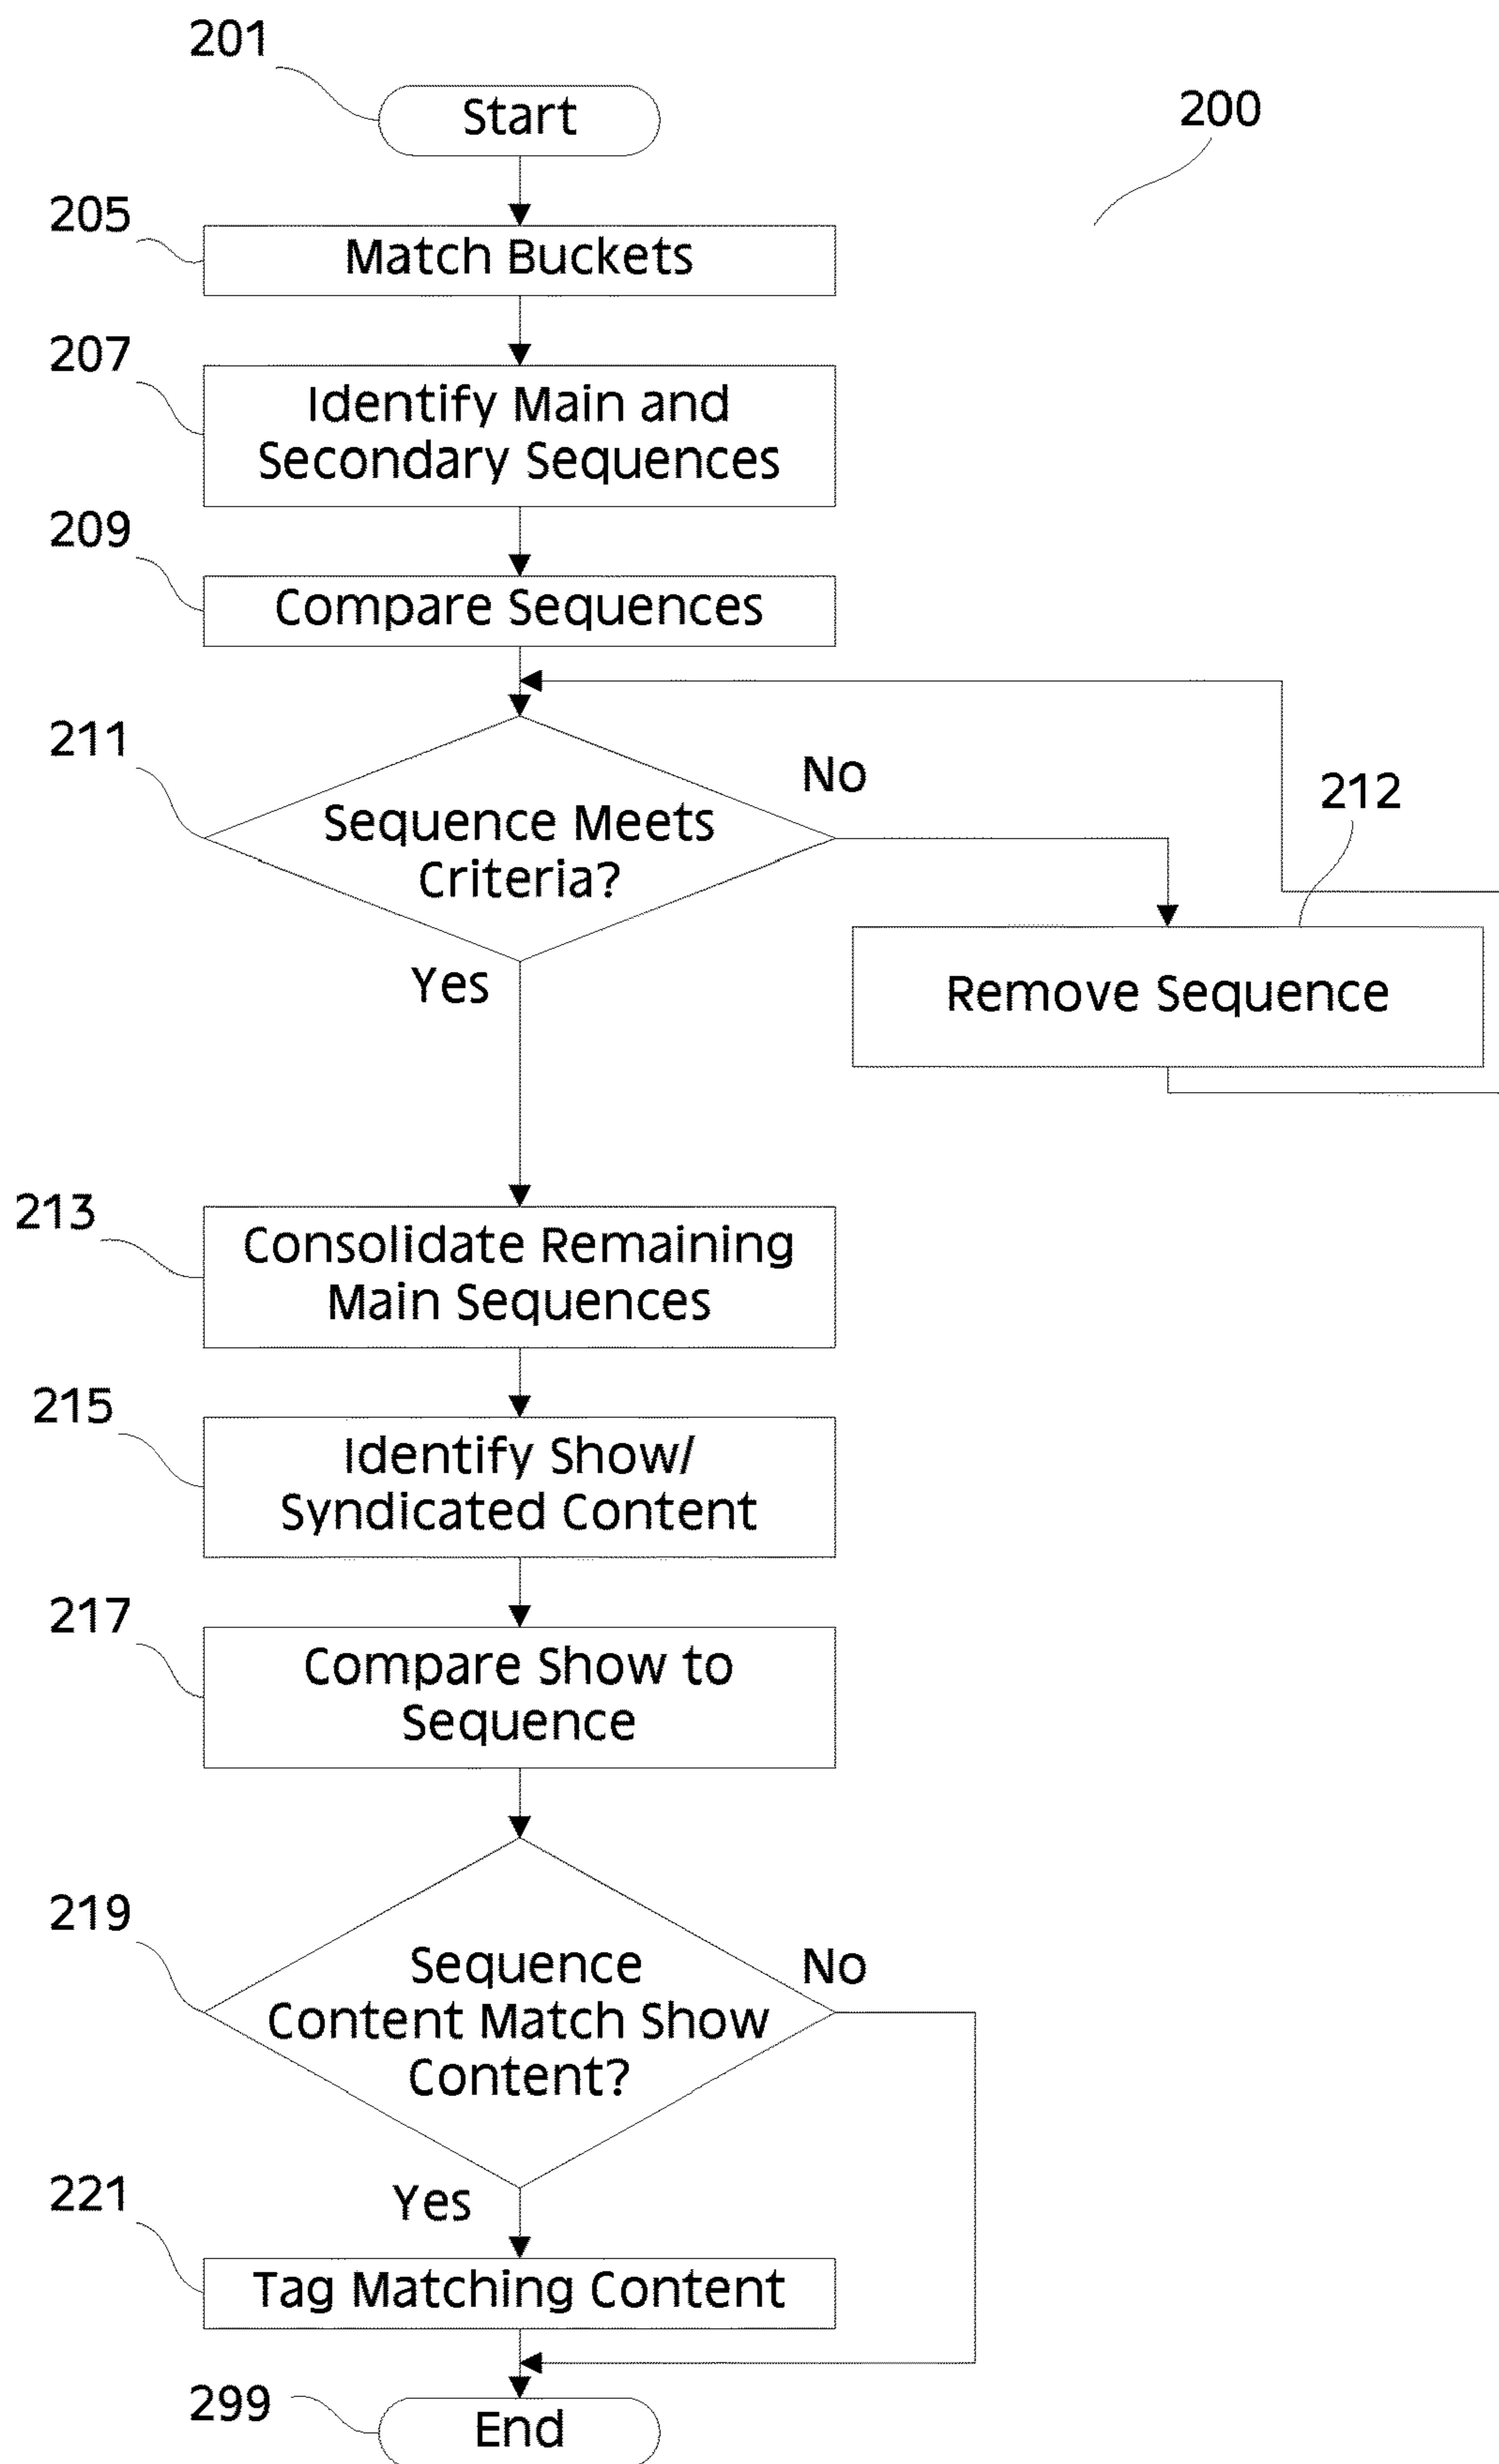 201
Start
200
205
Match Buckets
207
Identify Main and
Secondary Sequences
209
Compare Sequences
211
No
212
Sequence Meets
Criteria?
Yes
Remove Sequence
213
Consolidate Remaining
Main Sequences
215
Identify Show/
Syndicated Content
217
Compare Show to
Sequence
219
No
Sequence
Content Match Show
Content?
221
Yes
Tag Matching Content
299
End